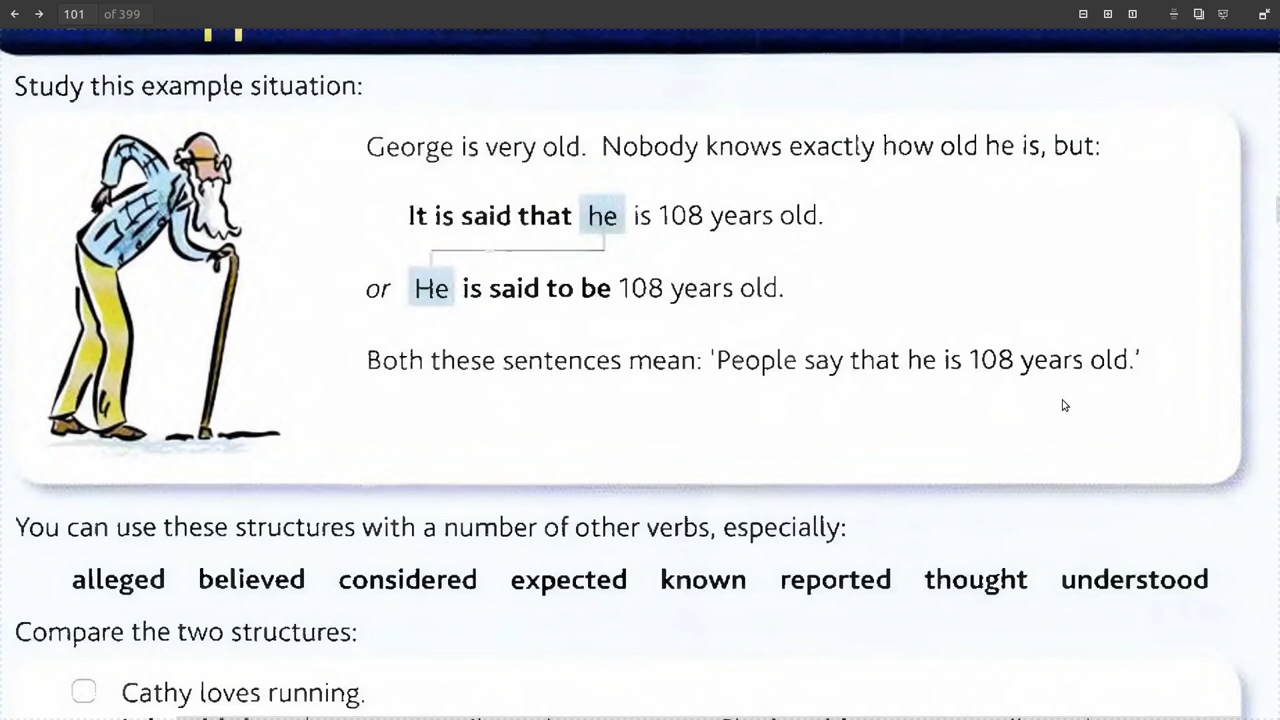 101 of 399
Study this example situation:
George is very old. Nobody knows exactly how old he is, but:
It is said that he is 108 years old.
or He is said to be 108 years old.
Both these sentences mean: 'People say that he is 108 years old.'
You can use these structures with a number of other verbs, especially:
alleged believed considered expected known reported thought understood
Compare the two structures:
Cathy loves running.